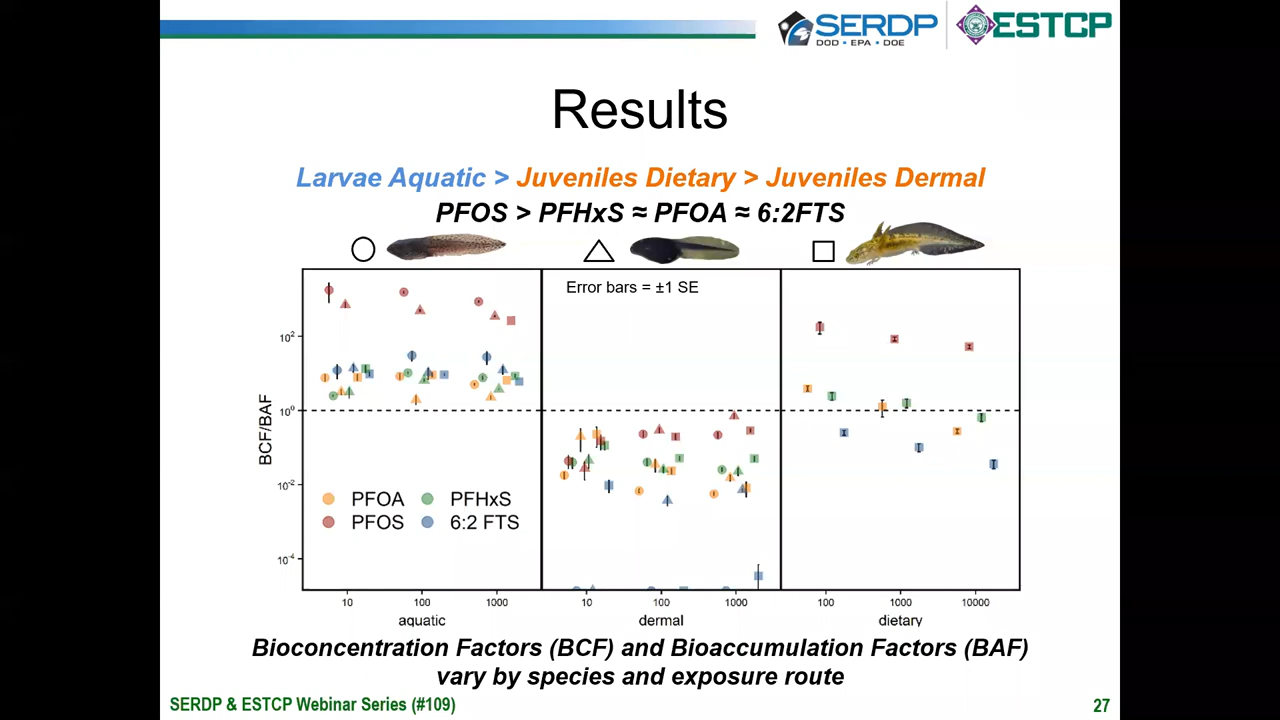 SERDP
DOD • EPA • DOE
ESTCP
Results
Larvae Aquatic > Juveniles Dietary > Juveniles Dermal
PFOS > PFHxS ≈ PFOA ≈ 6:2FTS
Error bars = ±1 SE
BCF/BAF
10²
10⁰
10⁻²
10⁻⁴
PFOA PFHxS
PFOS 6:2 FTS
10 100 1000 10 100 1000 100 1000 10000
aquatic dermal dietary
Bioconcentration Factors (BCF) and Bioaccumulation Factors (BAF)
vary by species and exposure route
SERDP & ESTCP Webinar Series (#109) 27